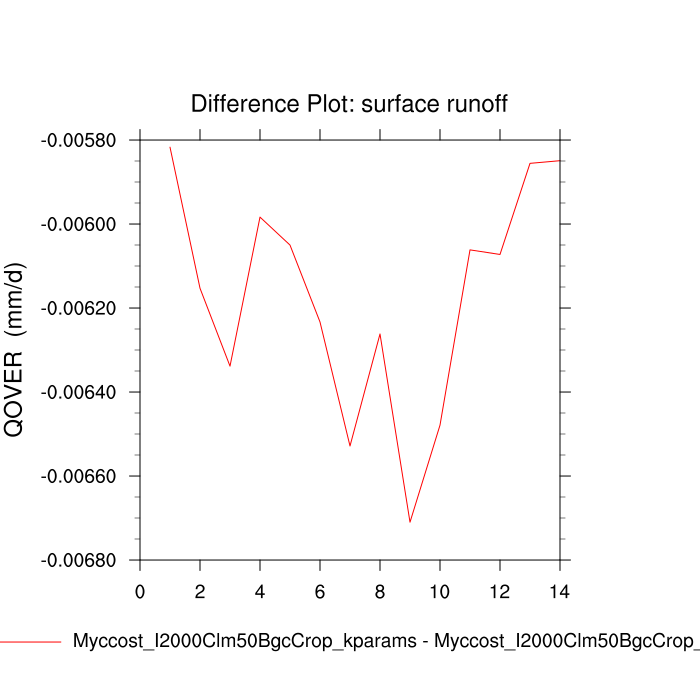 Difference Plot: surface runoff
-0.00580
-0.00600
-0.00620
-0.00640
-0.00660
-0.00680
QOVER (mm/d)
0 2 4 6 8 10 12 14
Myccost_I2000Clm50BgcCrop_kparams - Myccost_I2000Clm50BgcCrop_